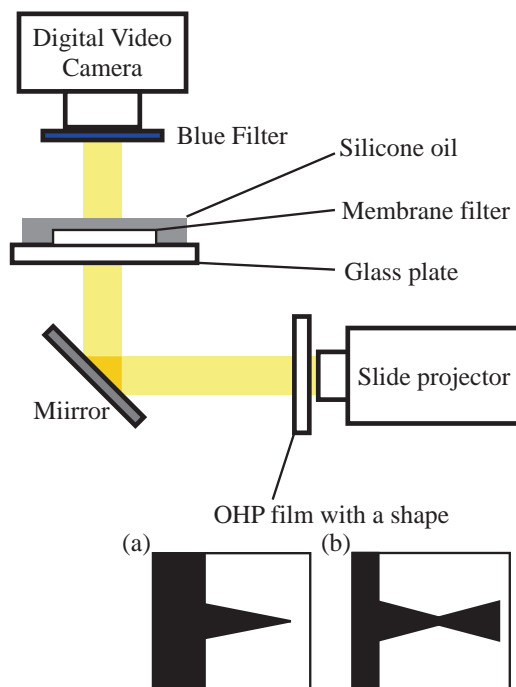 Digital Video
Camera
Blue Filter
Silicone oil
Membrane filter
Glass plate
Slide projector
Miirror
OHP film with a shape
(a)
(b)